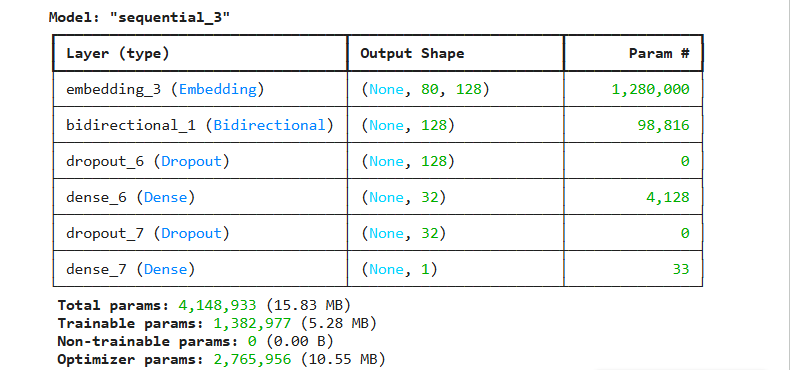 Model: "sequential_3"
Layer (type) Output Shape Param #
embedding_3 (Embedding) (None, 80, 128) 1,280,000
bidirectional_1 (Bidirectional) (None, 128) 98,816
dropout_6 (Dropout) (None, 128) 0
dense_6 (Dense) (None, 32) 4,128
dropout_7 (Dropout) (None, 32) 0
dense_7 (Dense) (None, 1) 33
Total params: 4,148,933 (15.83 MB)
Trainable params: 1,382,977 (5.28 MB)
Non-trainable params: 0 (0.00 B)
Optimizer params: 2,765,956 (10.55 MB)